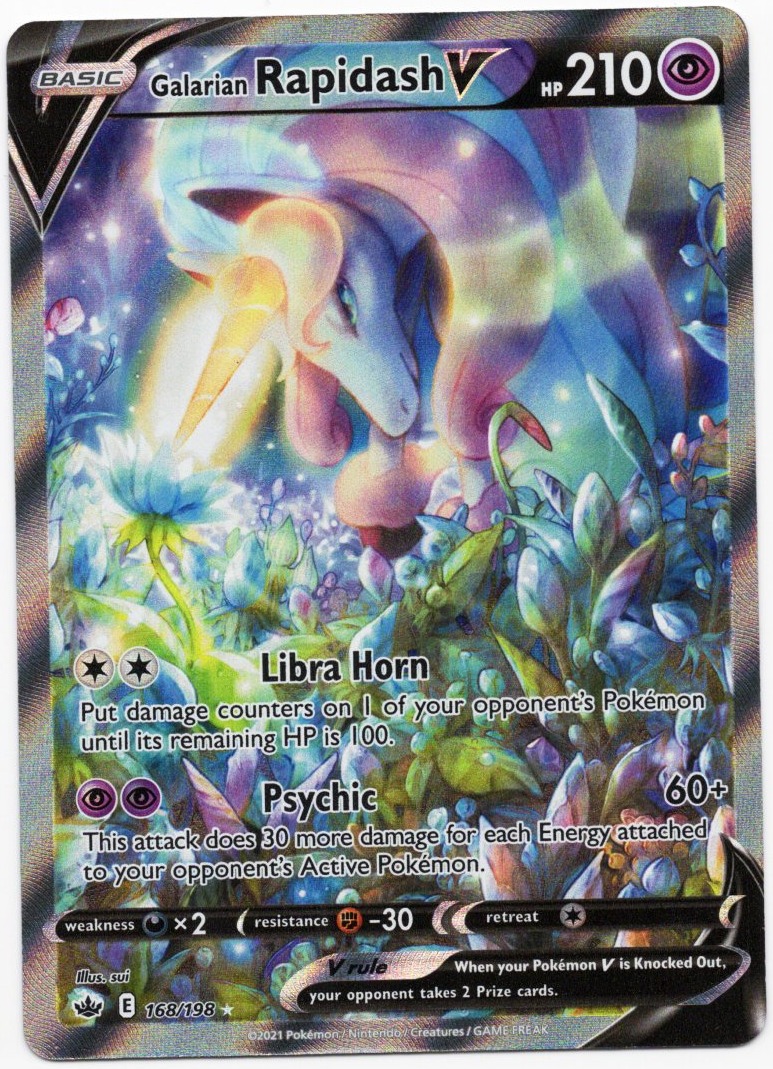 BASIC
Galarian Rapidash V HP 210
Libra Horn
Put damage counters on 1 of your opponent's Pokémon
until its remaining HP is 100.
Psychic 60+
This attack does 30 more damage for each Energy attached
to your opponent's Active Pokémon.
weakness ×2 resistance -30 retreat
V rule When your Pokémon V is Knocked Out,
your opponent takes 2 Prize cards.
Illus. sui
E 168/198
©2021 Pokémon / Nintendo / Creatures / GAME FREAK